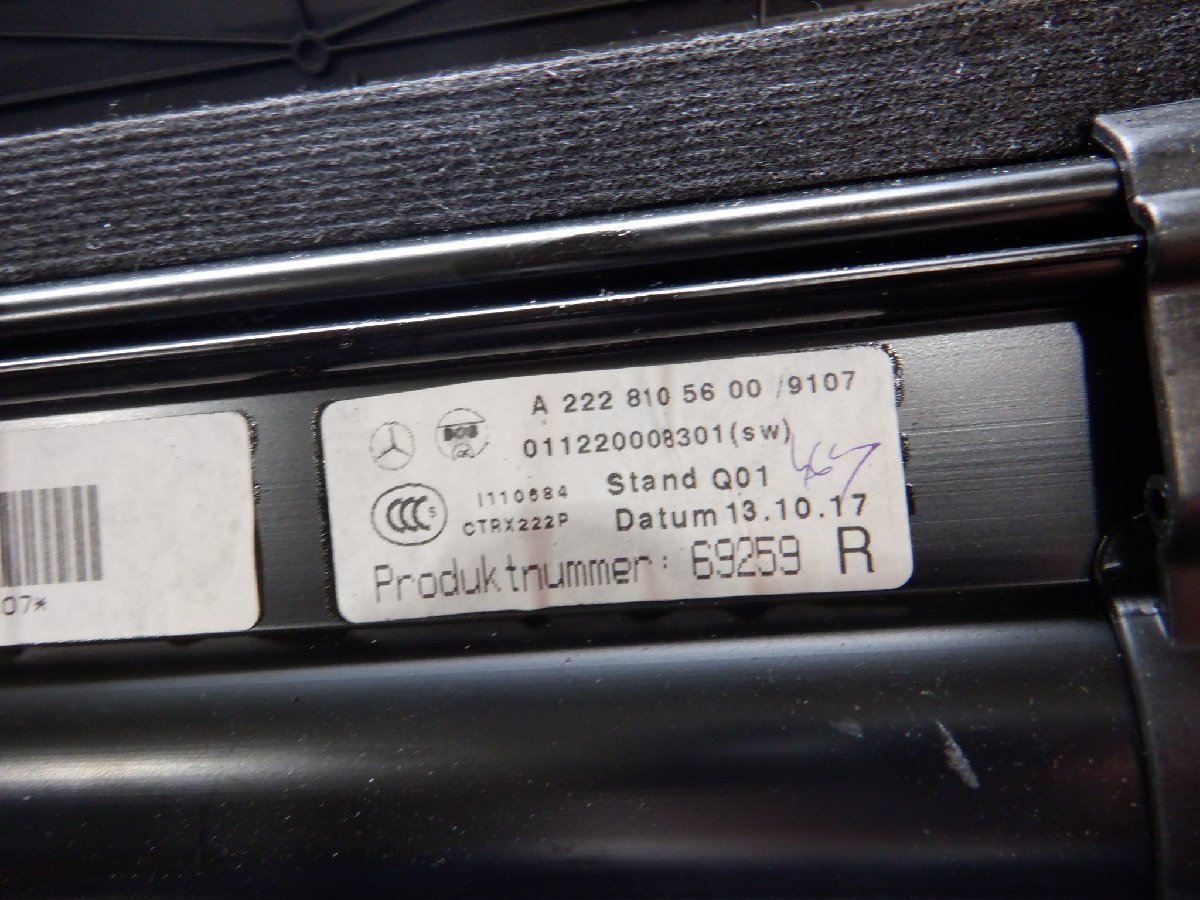 A 222 810 56 00 /9107
011220008301(sw)
Stand Q01
I110684
CTRX222P
Datum 13.10.17
Produktnummer: 69259 R
07*